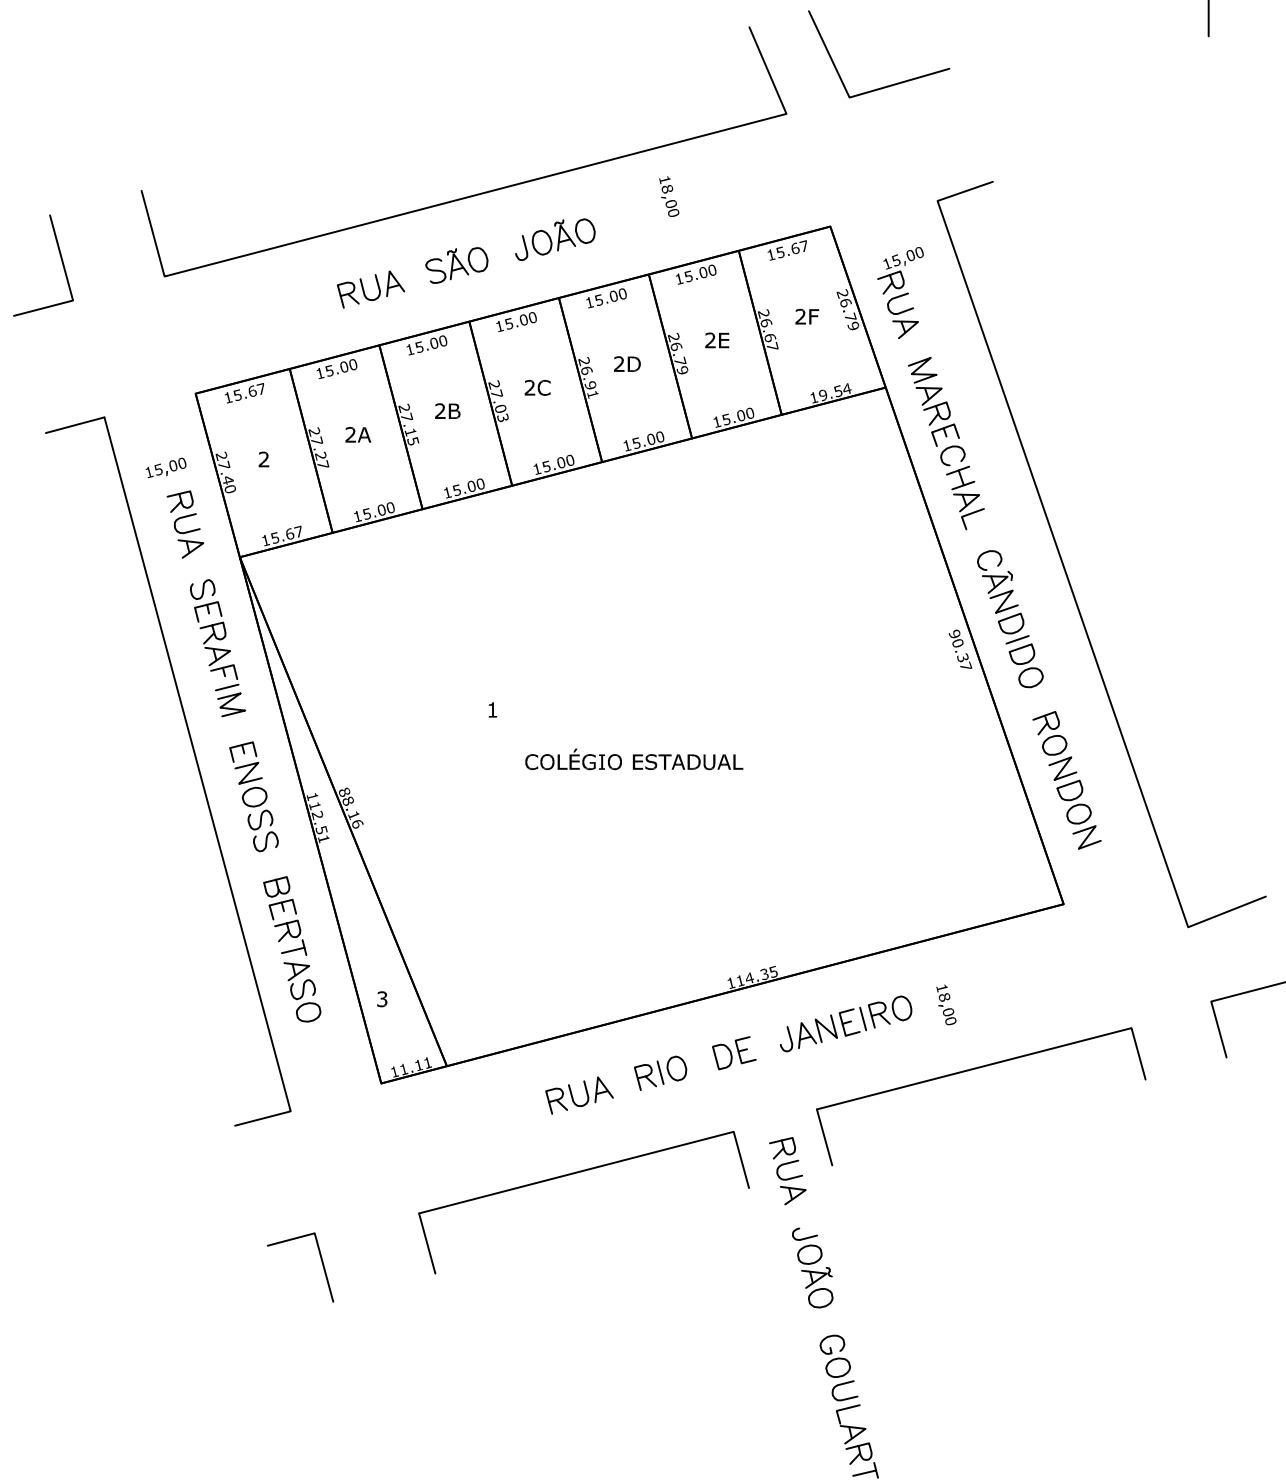 18,00
RUA SÃO JOÃO
15,00
RUA MARECHAL CÂNDIDO RONDON
15.67
15.00
15.00
15.00
15.00
15.00
15.67
27.40
27.27
27.15
27.03
26.91
26.79
26.67
26.79
2
2A
2B
2C
2D
2E
2F
15.67
15.00
15.00
15.00
15.00
15.00
19.54
15,00
RUA SERAFIM ENOSS BERTASO
90.37
1
COLÉGIO ESTADUAL
112.51
88.16
3
11.11
114.35
18,00
RUA RIO DE JANEIRO
RUA JOÃO GOULART